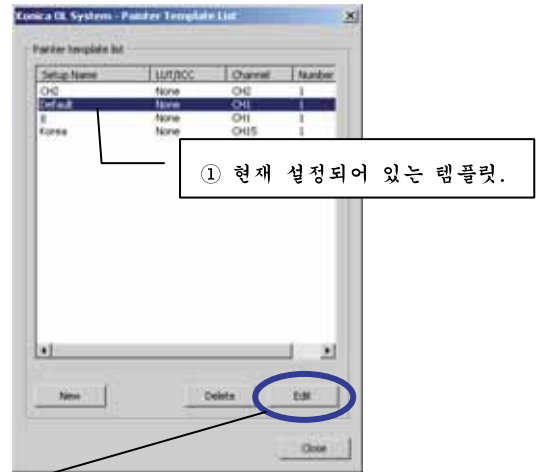 Konica OL System - Painter Template List
Painter template list
Setup Name LUT/ICC Channel Number
CH2 None CH2 1
Default None CH1 1
None CH1 1
Korea None CH15 1
① 현재 설정되어 있는 템플릿.
New Delete Edit
Close